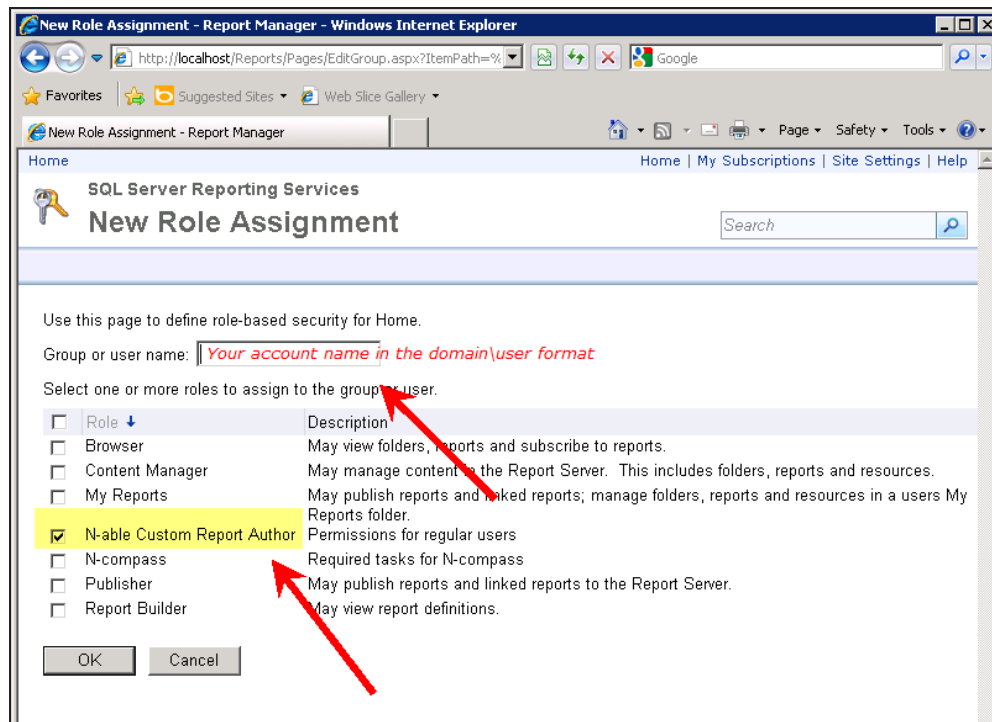 New Role Assignment - Report Manager - Windows Internet Explorer
http://localhost/Reports/Pages/EditGroup.aspx?ItemPath=%
Google
Favorites
Suggested Sites
Web Slice Gallery
New Role Assignment - Report Manager
Page
Safety
Tools
Home
Home | My Subscriptions | Site Settings | Help
SQL Server Reporting Services
New Role Assignment
Search
Use this page to define role-based security for Home.
Group or user name: Your account name in the domain\user format
Select one or more roles to assign to the group or user.
Role Description
Browser May view folders, reports and subscribe to reports.
Content Manager May manage content in the Report Server. This includes folders, reports and resources.
My Reports May publish reports and linked reports; manage folders, reports and resources in a users My
Reports folder.
N-able Custom Report Author Permissions for regular users
N-compass Required tasks for N-compass
Publisher May publish reports and linked reports to the Report Server.
Report Builder May view report definitions.
OK Cancel